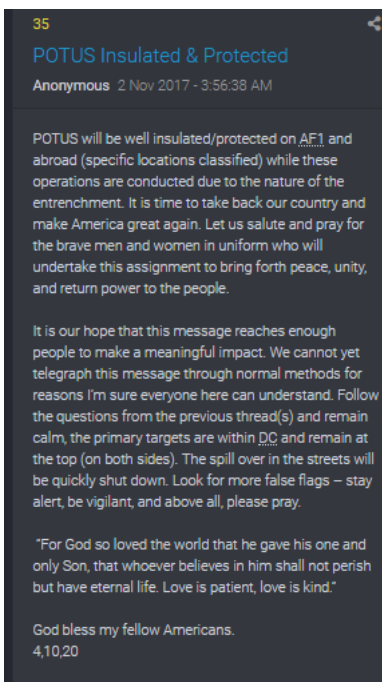 35
POTUS Insulated & Protected
Anonymous 2 Nov 2017 - 3:56:38 AM
POTUS will be well insulated/protected on AF1 and
abroad (specific locations classified) while these
operations are conducted due to the nature of the
entrenchment. It is time to take back our country and
make America great again. Let us salute and pray for
the brave men and women in uniform who will
undertake this assignment to bring forth peace, unity,
and return power to the people.
It is our hope that this message reaches enough
people to make a meaningful impact. We cannot yet
telegraph this message through normal methods for
reasons I'm sure everyone here can understand. Follow
the questions from the previous thread(s) and remain
calm, the primary targets are within DC and remain at
the top (on both sides). The spill over in the streets will
be quickly shut down. Look for more false flags – stay
alert, be vigilant, and above all, please pray.
"For God so loved the world that he gave his one and
only Son, that whoever believes in him shall not perish
but have eternal life. Love is patient, love is kind."
God bless my fellow Americans.
4,10,20